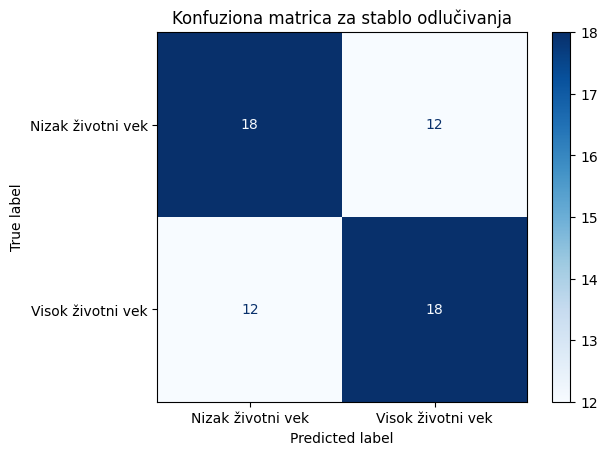 Konfuziona matrica za stablo odlučivanja
Nizak životni vek
Visok životni vek
True label
18
12
12
18
Nizak životni vek
Visok životni vek
Predicted label
18
17
16
15
14
13
12